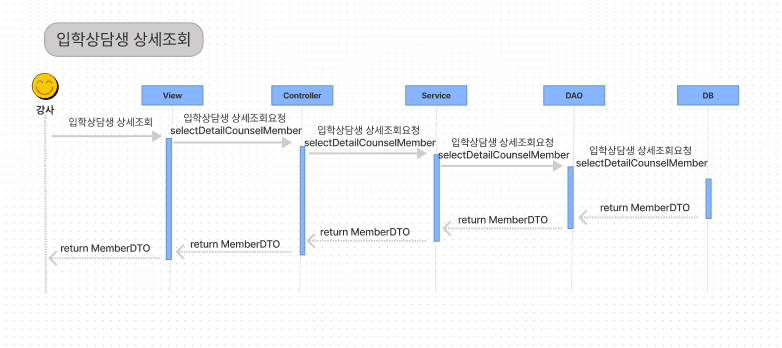 입학상담생 상세조회
강사
View
Controller
Service
DAO
DB
입학상담생 상세조회
입학상담생 상세조회요청
selectDetailCounselMember
입학상담생 상세조회요청
selectDetailCounselMember
입학상담생 상세조회요청
selectDetailCounselMember
입학상담생 상세조회요청
selectDetailCounselMember
return MemberDTO
return MemberDTO
return MemberDTO
return MemberDTO
return MemberDTO